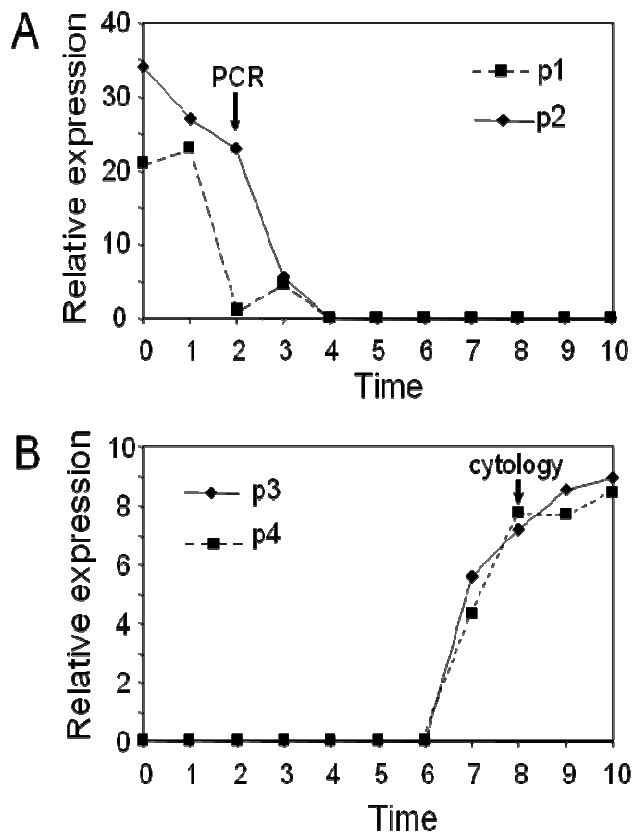 A
Relative expression
40
30
20
10
0
PCR
p1
p2
0 1 2 3 4 5 6 7 8 9 10
Time
B
Relative expression
10
8
6
4
2
0
cytology
p3
p4
0 1 2 3 4 5 6 7 8 9 10
Time